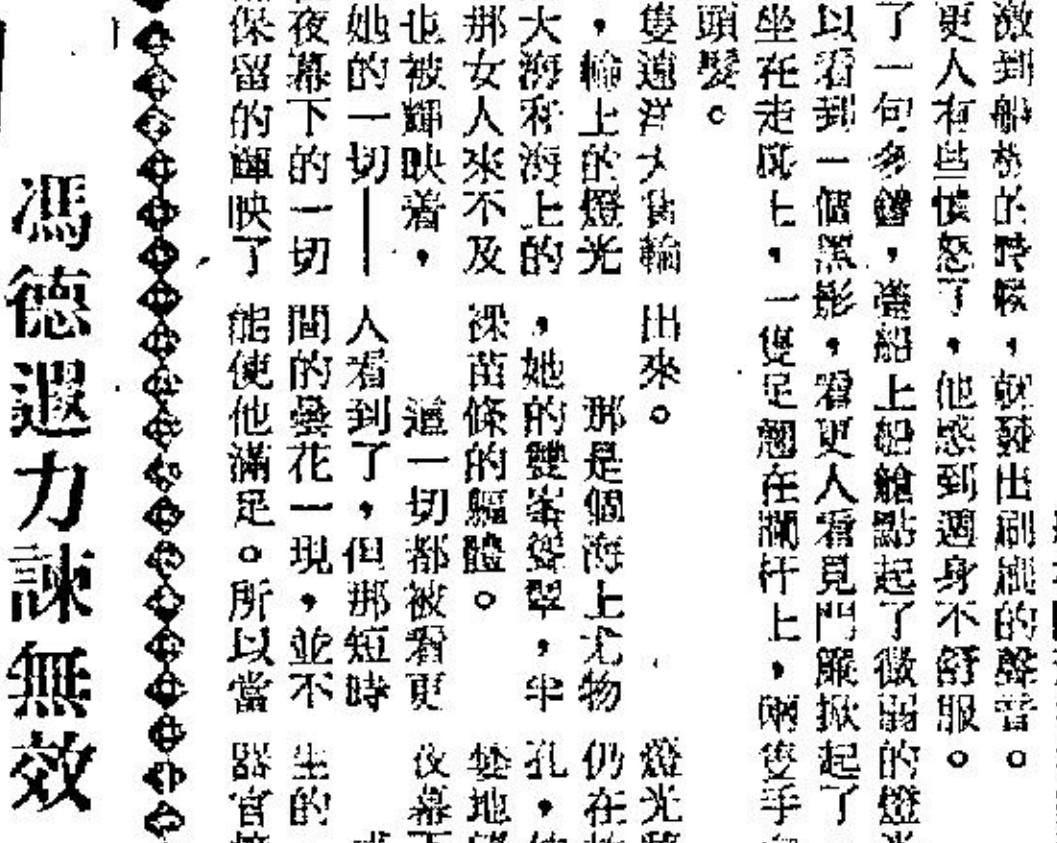 激到船板的時候，就發出刷刷的聲音。
更人有些憤怒了，他感到週身不舒服。
了一句多嘴，躉船上船艙點起了微弱的燈光
以看到一個黑影，看更人看見門簾掀起了，
坐在走廊上，一隻足翹在欄杆上，兩隻手
頭髮。
隻遠洋大貨輪
，輪上的燈光
大海和海上的
那女人來不及
也被輝映着，
她的一切——
夜幕下的一切
保留的輝映了
出來。
那是個海上尤物
，她的雙峯聳翠，半
裸苗條的軀體。
這一切都被看更
人看到了，但那短時
間的曇花一現，並不
能使他滿足。所以當
燈光
仍在
孔，
地
夜幕下
生的
器官
馮德遐力諫無效